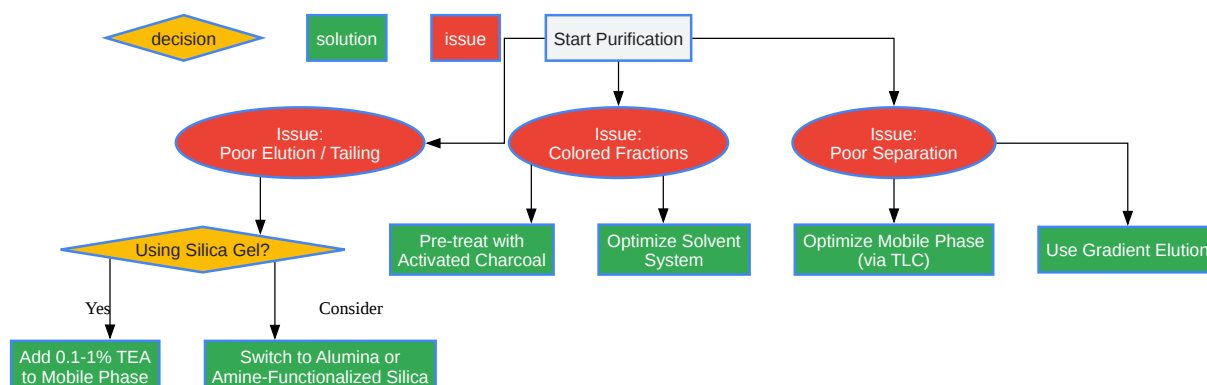 decision
solution
issue
Start Purification
Issue:
Poor Elution / Tailing
Issue:
Colored Fractions
Issue:
Poor Separation
Using Silica Gel?
Pre-treat with
Activated Charcoal
Optimize Solvent
System
Optimize Mobile Phase
(via TLC)
Use Gradient Elution
Yes
Consider
Add 0.1-1% TEA
to Mobile Phase
Switch to Alumina or
Amine-Functionalized Silica